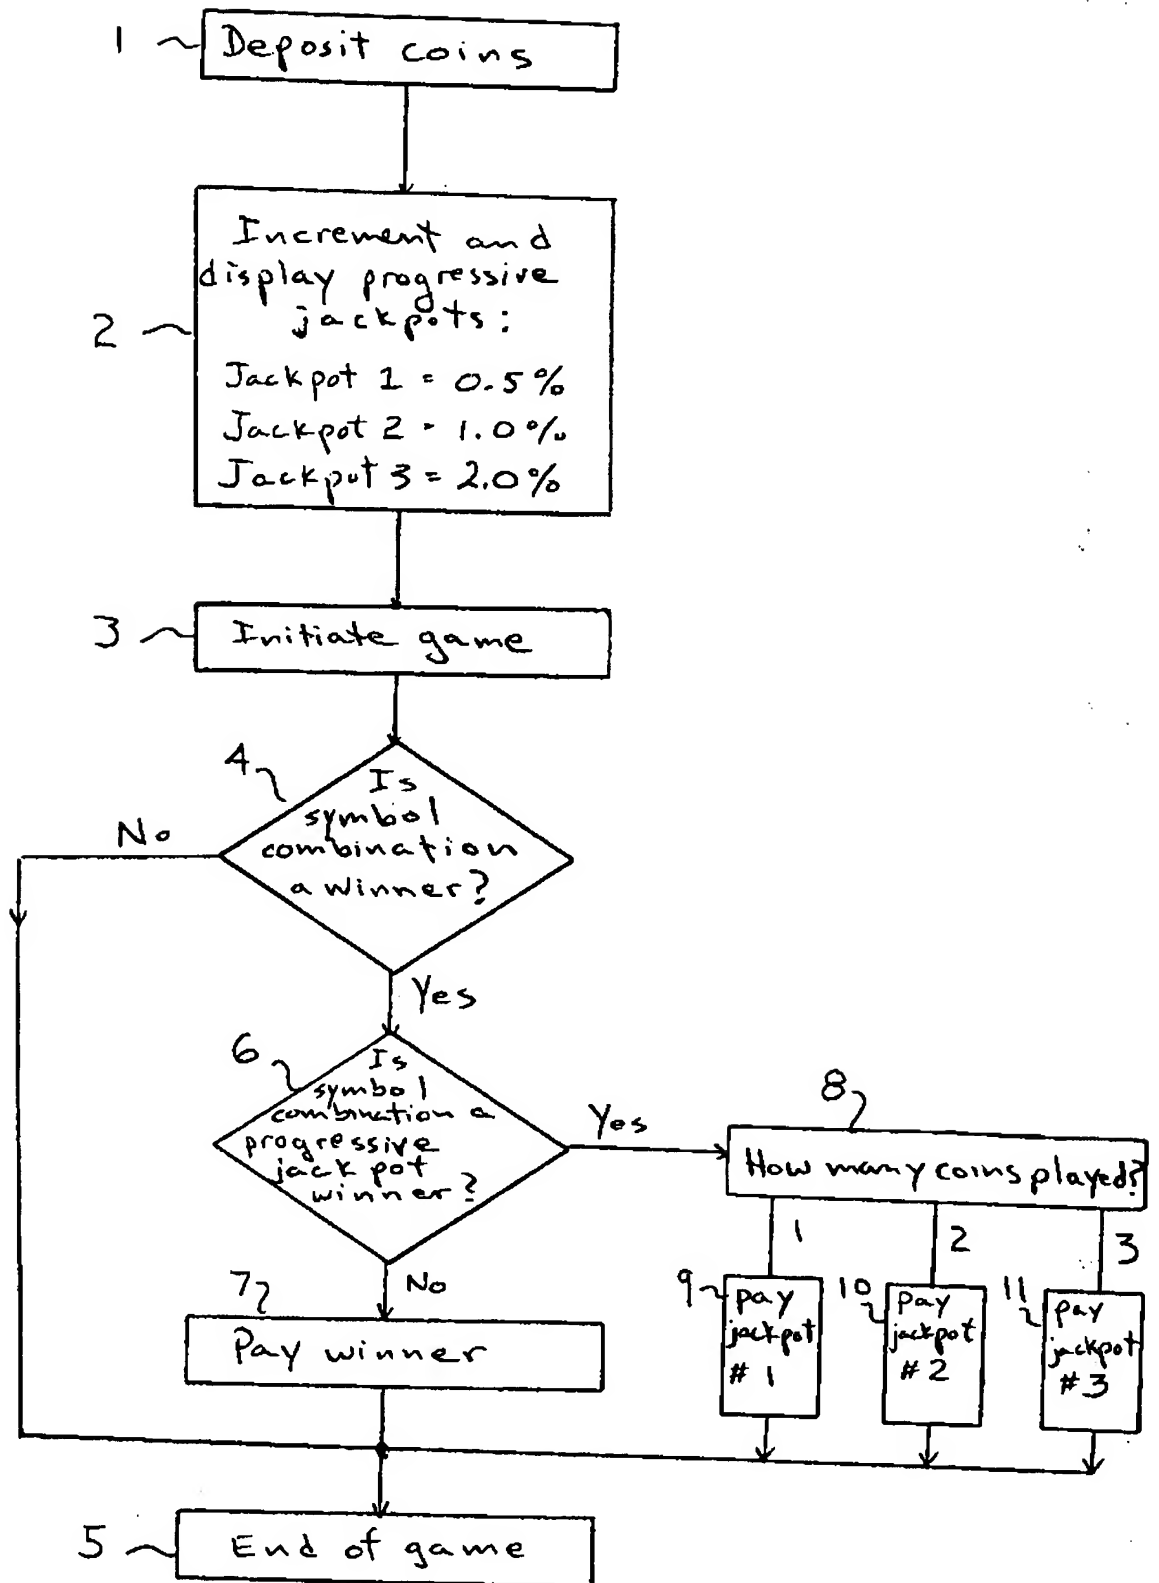 1
Deposit coins
2
Increment and
display progressive
jackpots:
Jackpot 1 = 0.5%
Jackpot 2 - 1.0%
Jackpot 3 = 2.0%
3
Initiate game
4
Is
symbol
combination
a winner?
No
Yes
6
Is
symbol
combination a
progressive
jackpot
winner?
Yes
8
How many coins played?
1
2
3
No
7
Pay winner
9
pay
jackpot
# 1
10
pay
jackpot
# 2
11
pay
jackpot
# 3
5
End of game